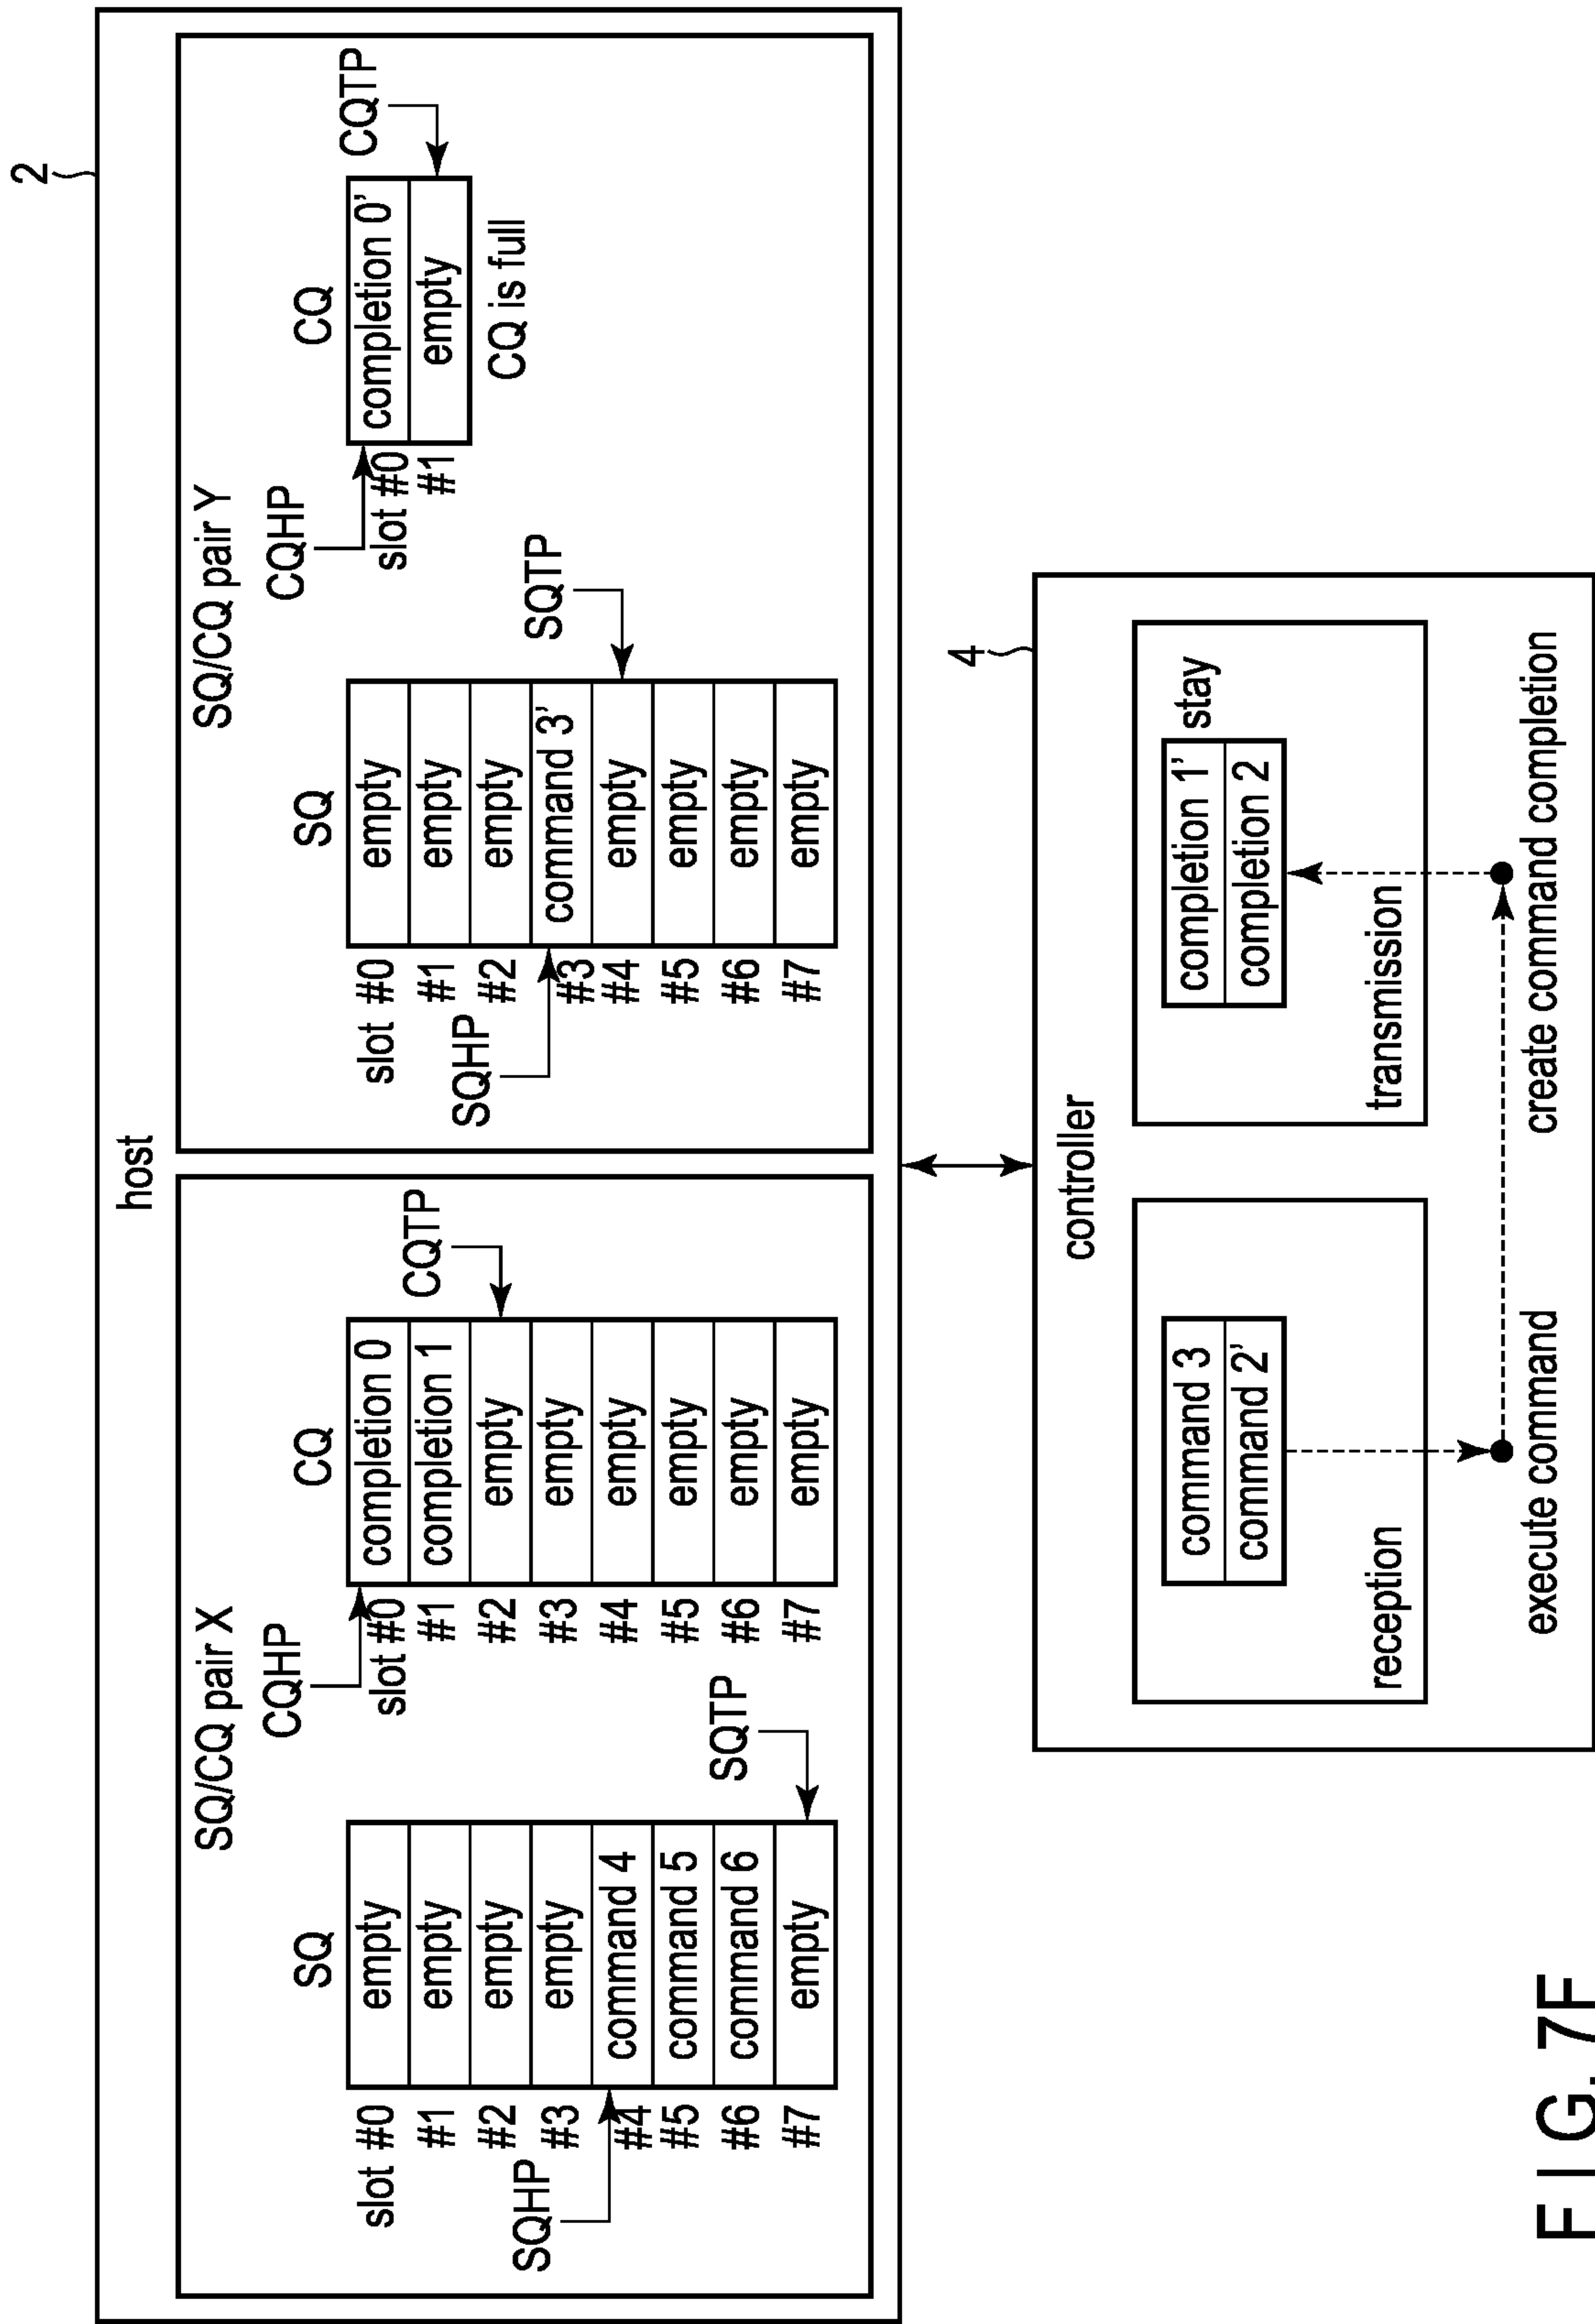 2
host
SQ/CQ pair X
SQ
slot #0
#1
#2
#3
#4
#5
#6
#7
empty
empty
empty
empty
command 4
command 5
command 6
empty
SQHP
SQTP
CQ
CQHP
slot #0
#1
#2
#3
#4
#5
#6
#7
completion 0
completion 1
empty
empty
empty
empty
empty
empty
CQTP
SQ/CQ pair Y
SQ
slot #0
#1
#2
#3
#4
#5
#6
#7
empty
empty
empty
command 3'
empty
empty
empty
empty
SQHP
SQTP
CQ
CQHP
slot #0
#1
completion 0'
empty
CQTP
CQ is full
4
controller
command 3
command 2'
reception
completion 1'
completion 2
stay
transmission
execute command
create command completion
F I G. 7F